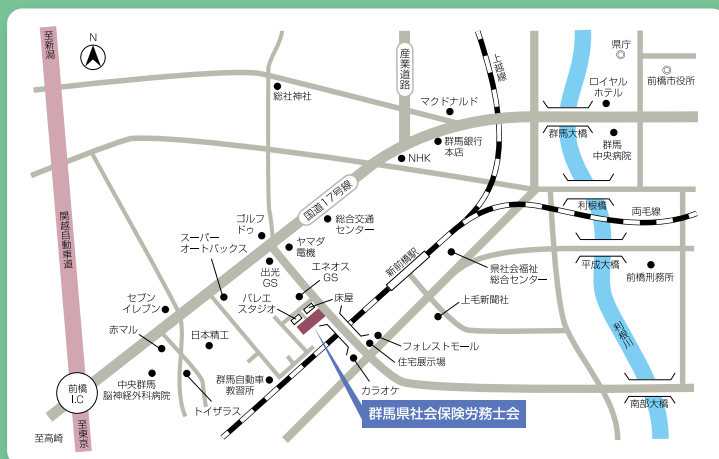 至新潟
N
産業道路
上越線
県庁
前橋市役所
ロイヤル
ホテル
総社神社
マクドナルド
群馬銀行
本店
群馬大橋
群馬
中央病院
NHK
国道17号線
利根橋
両毛線
関越自動車道
ゴルフ
ドゥ
総合交通
センター
スーパー
オートバックス
ヤマダ
電機
新前橋駅
県社会福祉
総合センター
平成大橋
前橋刑務所
出光
GS
エネオス
GS
セブン
イレブン
バレエ
スタジオ
床屋
上毛新聞社
利根川
赤マル
日本精工
フォレストモール
住宅展示場
中央群馬
脳神経外科病院
群馬自動車
教習所
カラオケ
前橋
I.C
トイザラス
群馬県社会保険労務士会
南部大橋
至高崎
至東京